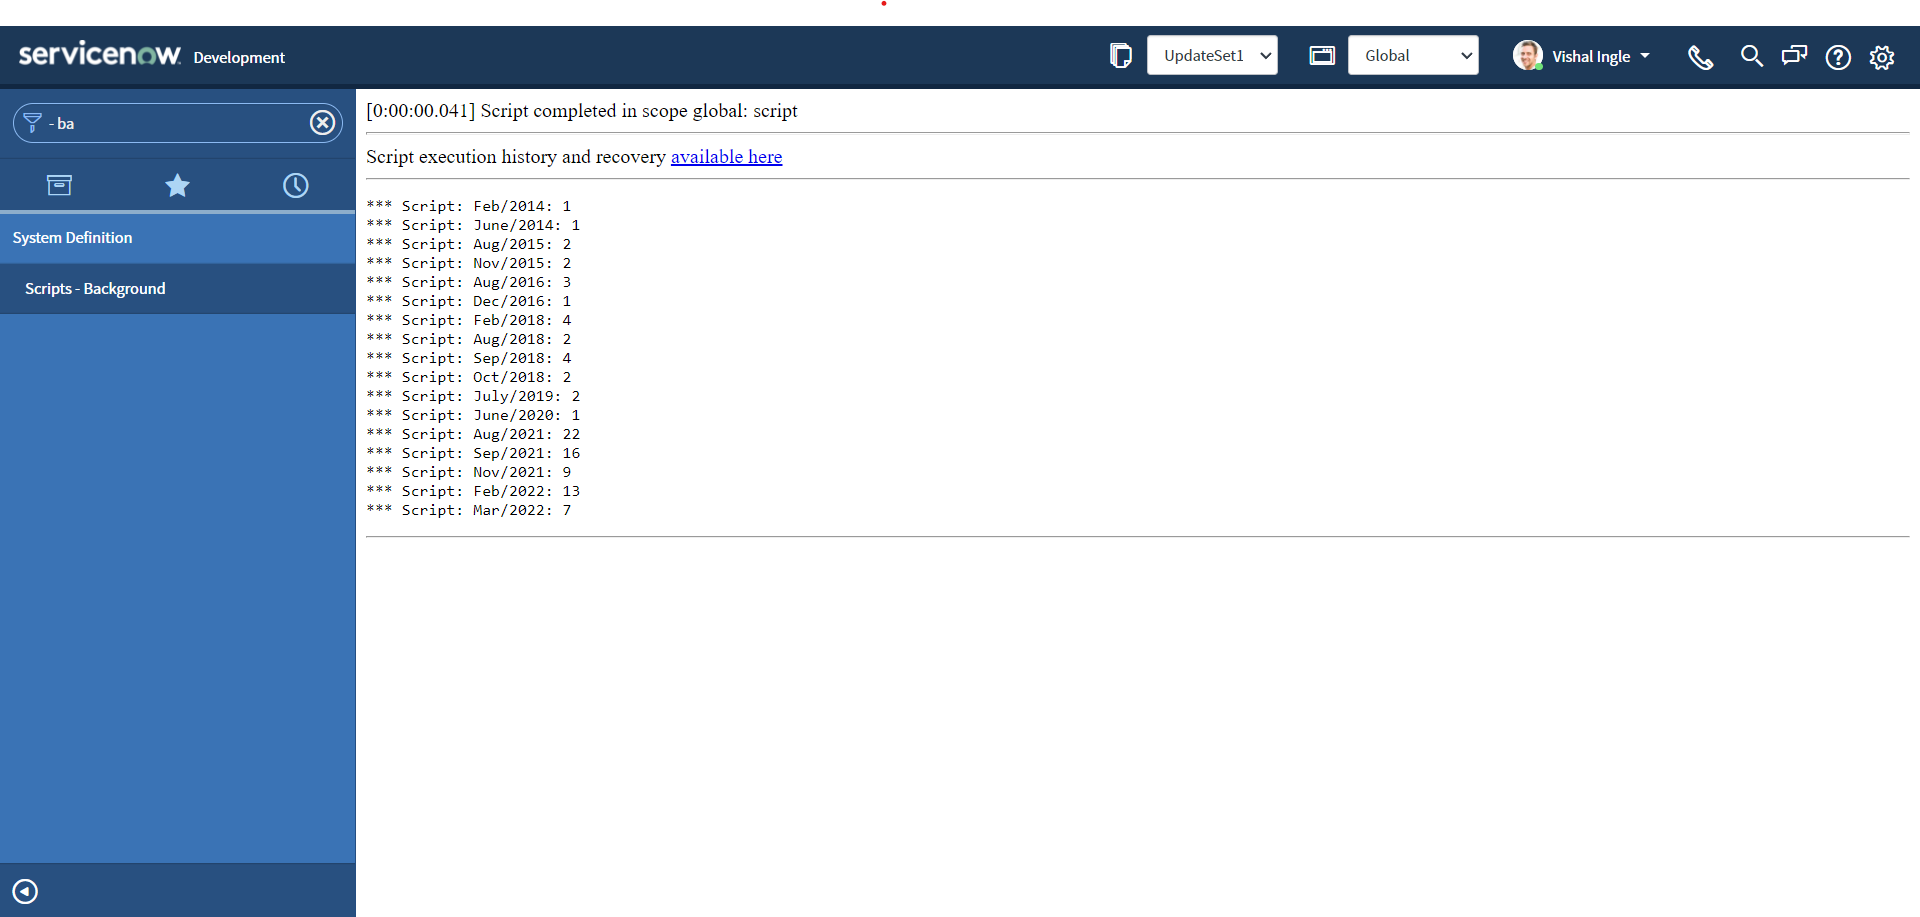 servicenow. Development
UpdateSet1
Global
Vishal Ingle
- ba
System Definition
Scripts - Background
[0:00:00.041] Script completed in scope global: script
Script execution history and recovery available here
*** Script: Feb/2014: 1
*** Script: June/2014: 1
*** Script: Aug/2015: 2
*** Script: Nov/2015: 2
*** Script: Aug/2016: 3
*** Script: Dec/2016: 1
*** Script: Feb/2018: 4
*** Script: Aug/2018: 2
*** Script: Sep/2018: 4
*** Script: Oct/2018: 2
*** Script: July/2019: 2
*** Script: June/2020: 1
*** Script: Aug/2021: 22
*** Script: Sep/2021: 16
*** Script: Nov/2021: 9
*** Script: Feb/2022: 13
*** Script: Mar/2022: 7